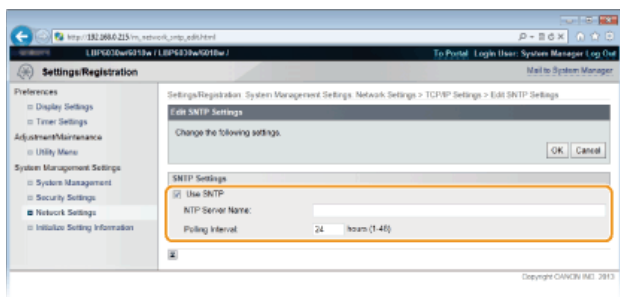 http://192.168.0.215/m_network_sntp_edit.html
LBP6030w/6018w / LBP6030w/6018w /
To Portal Login User: System Manager Log Out
Settings/Registration
Mail to System Manager
Preferences
Display Settings
Timer Settings
Adjustment/Maintenance
Utility Menu
System Management Settings
System Management
Security Settings
Network Settings
Initialize Setting Information
Settings/Registration: System Management Settings: Network Settings > TCP/IP Settings > Edit SNTP Settings
Edit SNTP Settings
Change the following settings.
OK Cancel
SNTP Settings
Use SNTP
NTP Server Name:
Polling Interval: 24 hours (1-48)
Copyright CANON INC. 2013